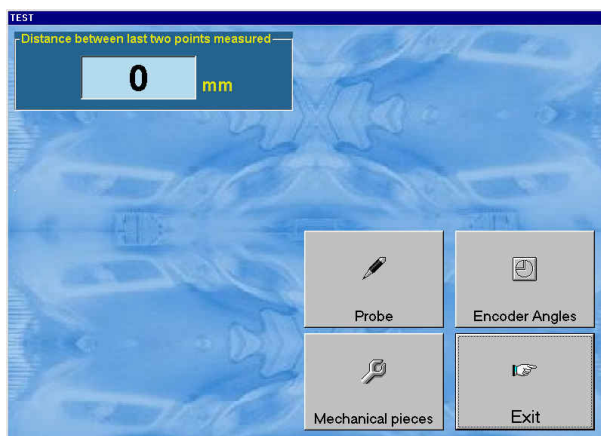 TEST
Distance between last two points measured
0 mm
Probe
Encoder Angles
Mechanical pieces
Exit